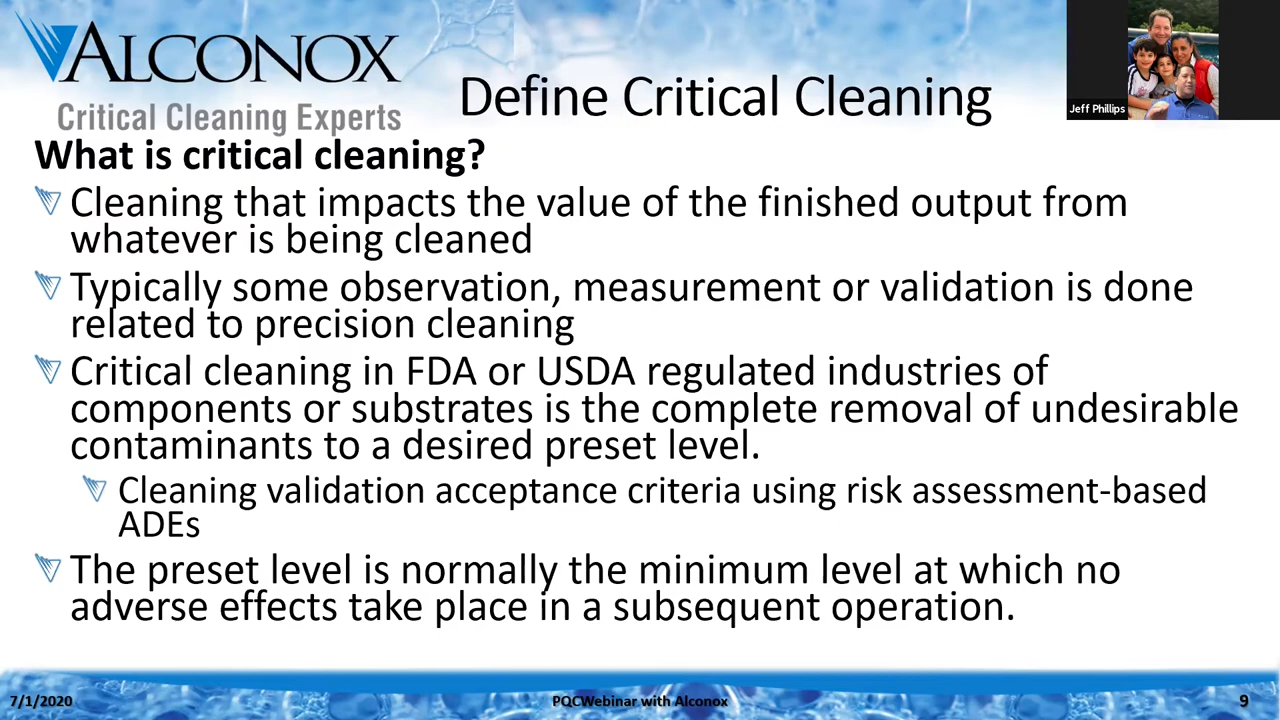 ALCONOX
Critical Cleaning Experts
Define Critical Cleaning
Jeff Phillips
What is critical cleaning?
Cleaning that impacts the value of the finished output from
whatever is being cleaned
Typically some observation, measurement or validation is done
related to precision cleaning
Critical cleaning in FDA or USDA regulated industries of
components or substrates is the complete removal of undesirable
contaminants to a desired preset level.
Cleaning validation acceptance criteria using risk assessment-based
ADEs
The preset level is normally the minimum level at which no
adverse effects take place in a subsequent operation.
7/1/2020
PQCWebinar with Alconox
9